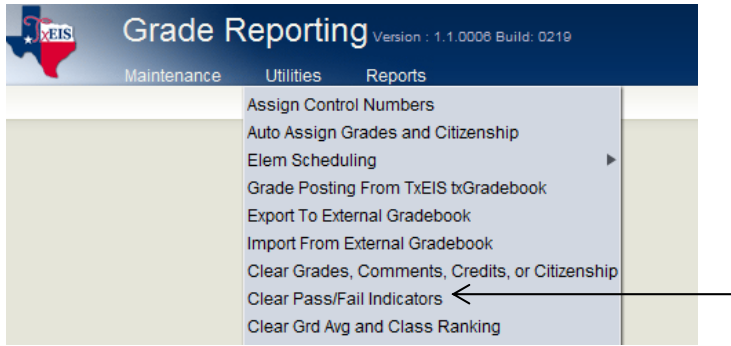 TxEIS
Grade Reporting Version : 1.1.0006 Build: 0219
Maintenance Utilities Reports
Assign Control Numbers
Auto Assign Grades and Citizenship
Elem Scheduling
Grade Posting From TxEIS txGradebook
Export To External Gradebook
Import From External Gradebook
Clear Grades, Comments, Credits, or Citizenship
Clear Pass/Fail Indicators
Clear Grd Avg and Class Ranking